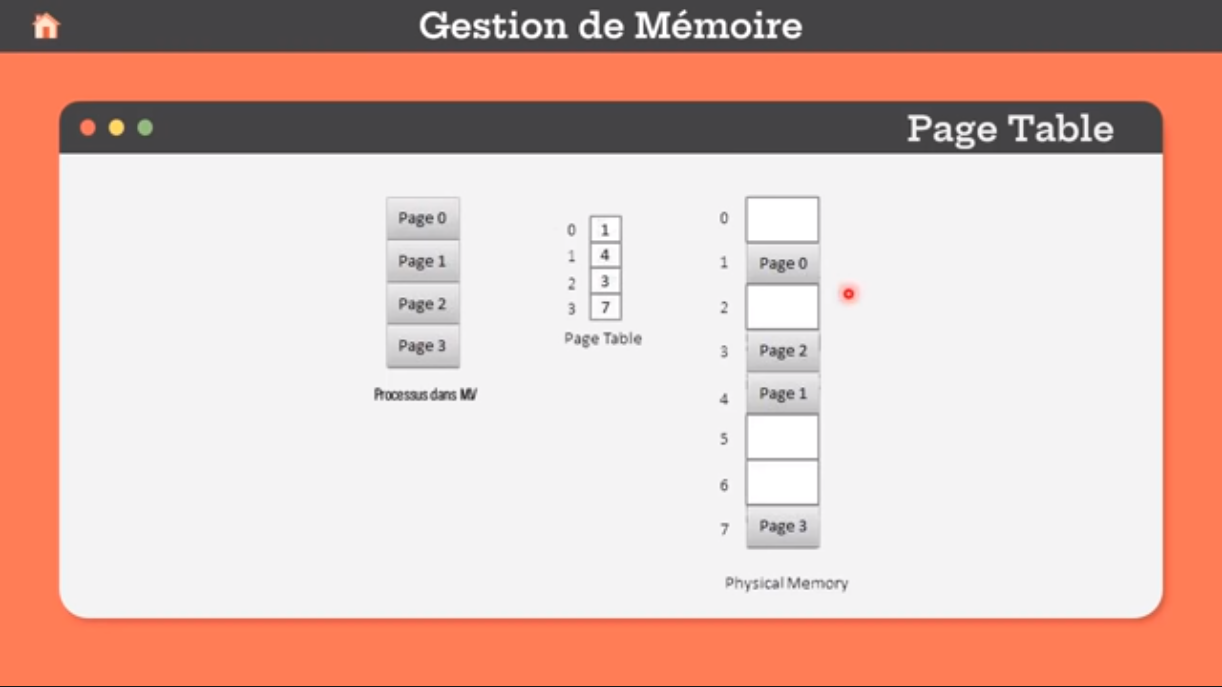 Gestion de Mémoire
Page Table
Page 0
Page 1
Page 2
Page 3
Processus dans MV
0 1
1 4
2 3
3 7
Page Table
0
1 Page 0
2
3 Page 2
4 Page 1
5
6
7 Page 3
Physical Memory